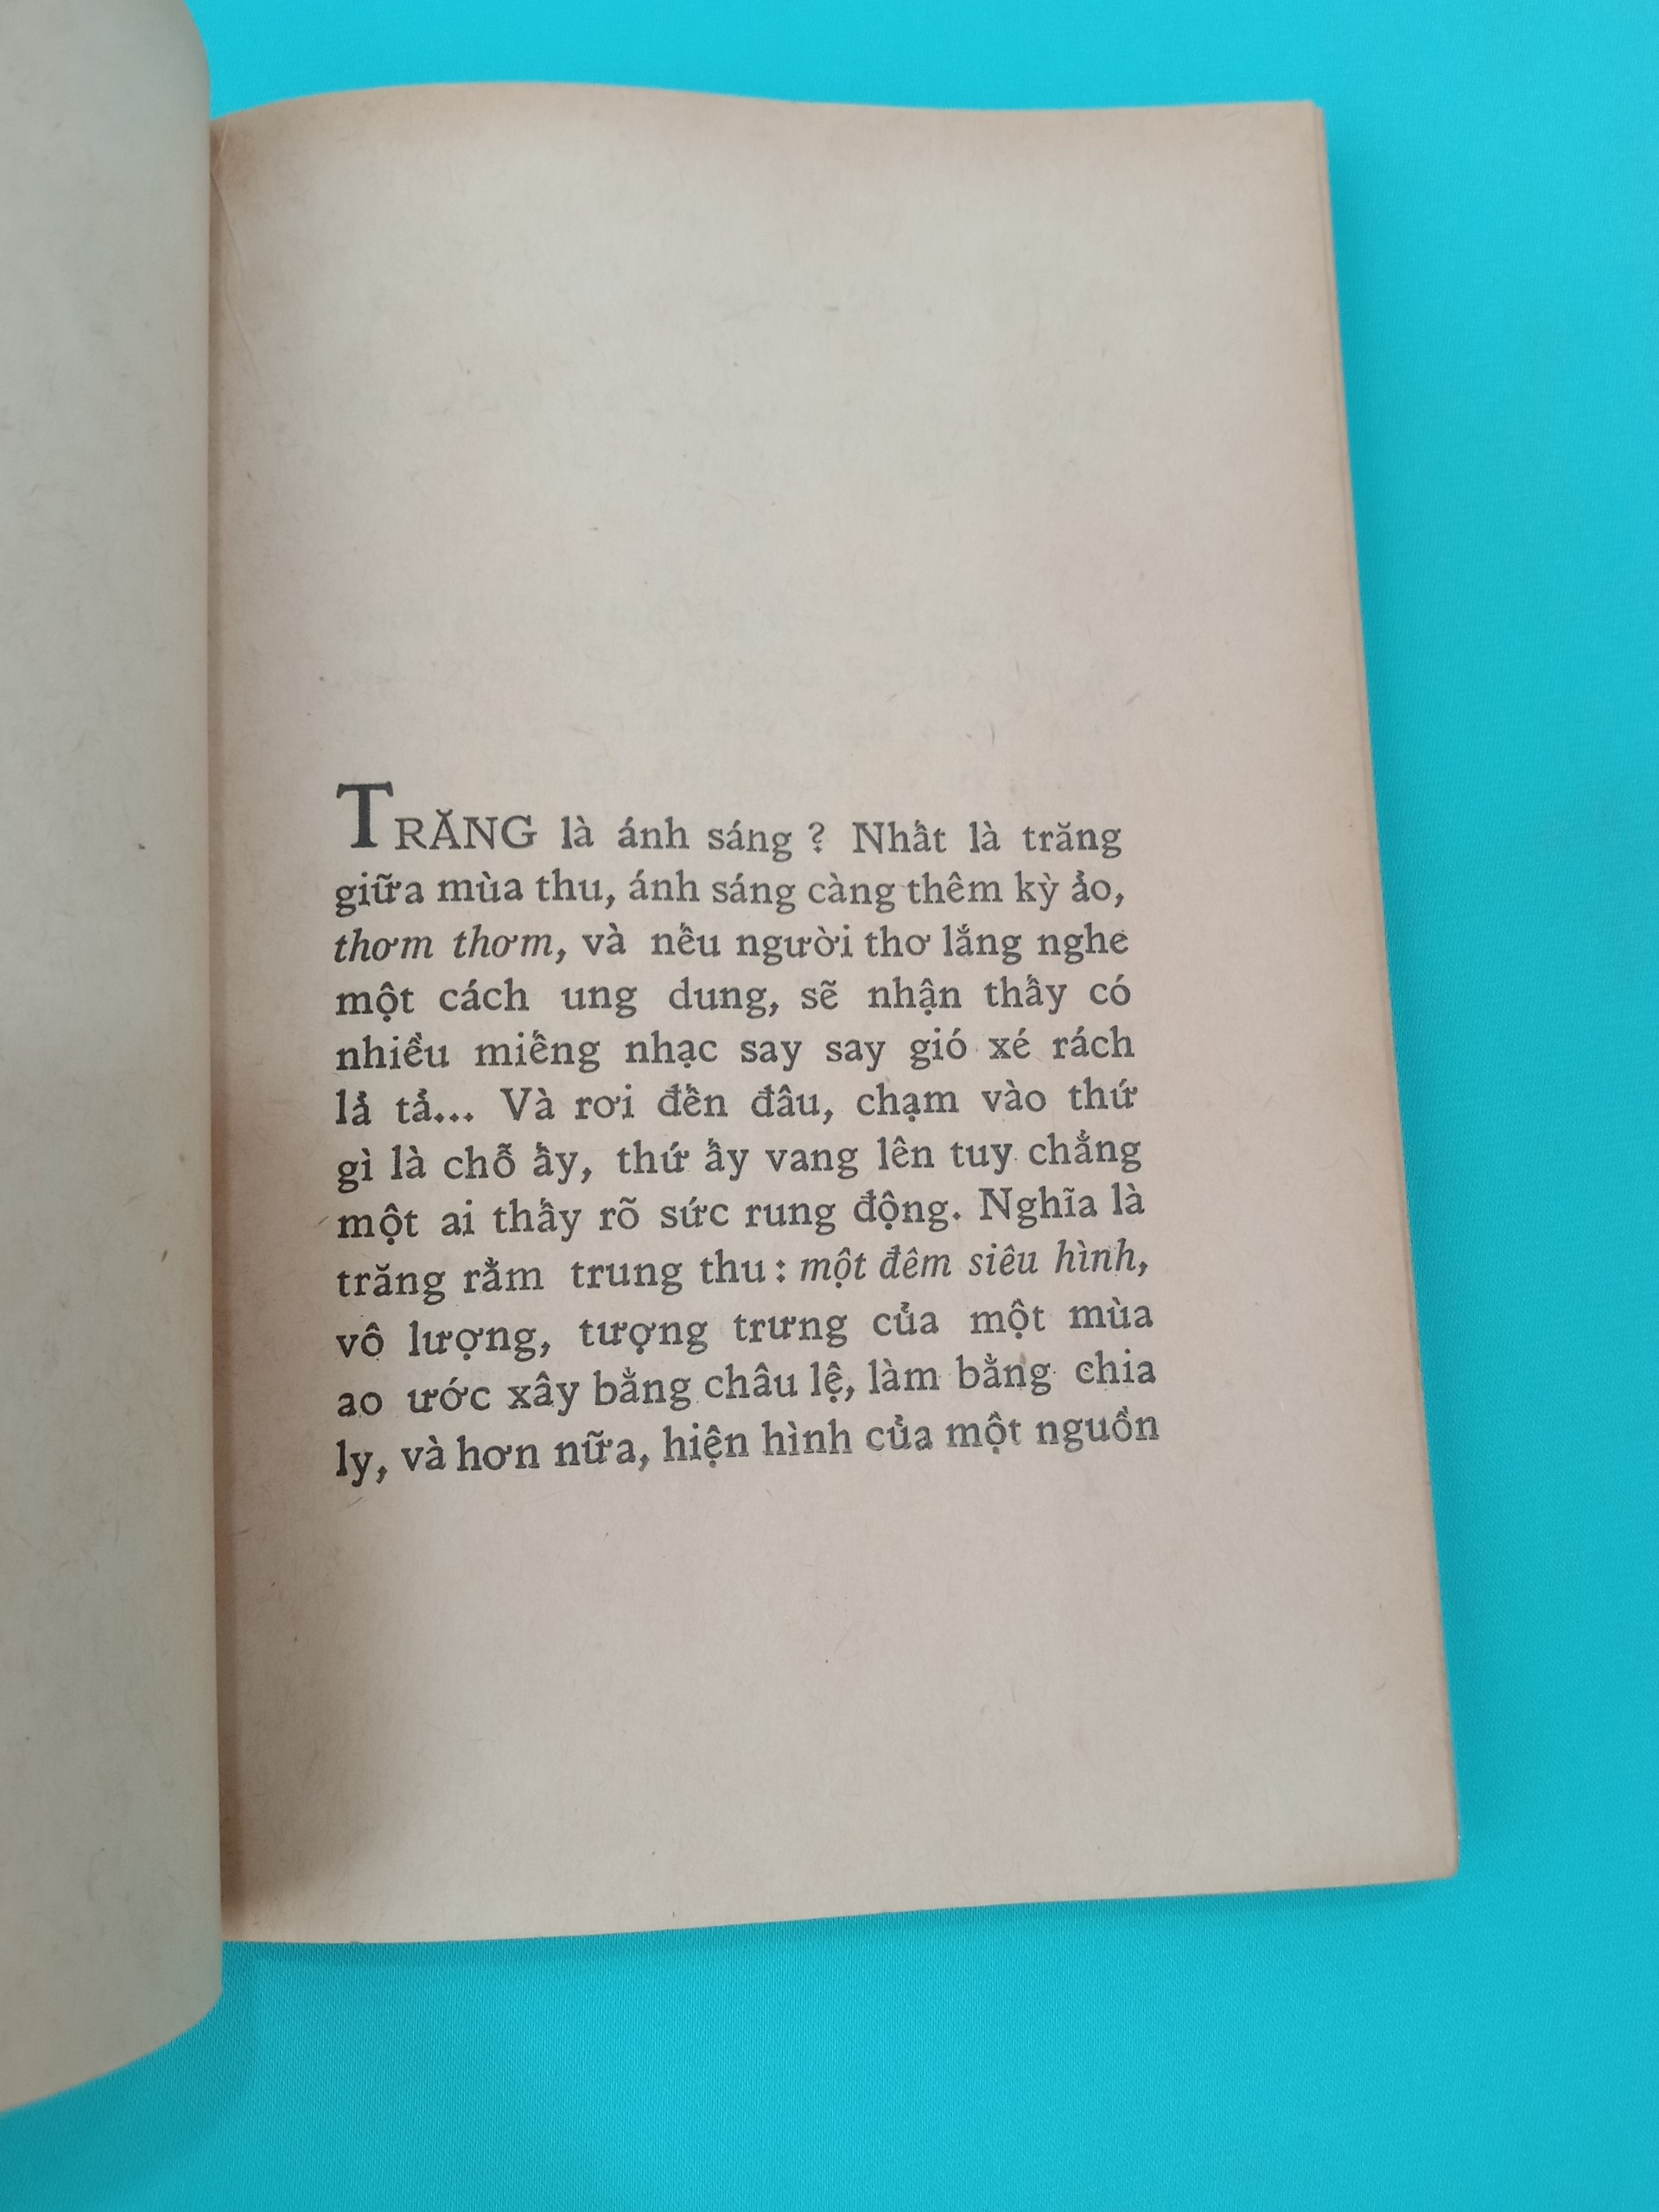 TRĂNG là ánh sáng ? Nhất là trăng
giữa mùa thu, ánh sáng càng thêm kỳ ảo,
thơm thơm, và nếu người thơ lắng nghe
một cách ung dung, sẽ nhận thấy có
nhiều miếng nhạc say say gió xé rách
lả tả... Và rơi đến đâu, chạm vào thứ
gì là chỗ ấy, thứ ấy vang lên tuy chẳng
một ai thấy rõ sức rung động. Nghĩa là
trăng rằm trung thu : một đêm siêu hình,
vô lượng, tượng trưng của một mùa
ao ước xây bằng châu lệ, làm bằng chia
ly, và hơn nữa, hiện hình của một nguồn